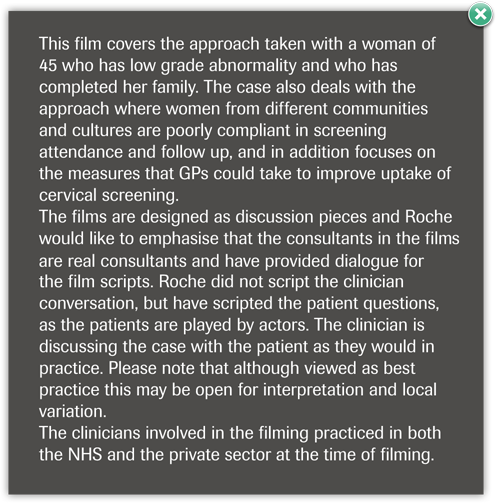 This film covers the approach taken with a woman of
45 who has low grade abnormality and who has
completed her family. The case also deals with the
approach where women from different communities
and cultures are poorly compliant in screening
attendance and follow up, and in addition focuses on
the measures that GPs could take to improve uptake of
cervical screening.
The films are designed as discussion pieces and Roche
would like to emphasise that the consultants in the films
are real consultants and have provided dialogue for
the film scripts. Roche did not script the clinician
conversation, but have scripted the patient questions,
as the patients are played by actors. The clinician is
discussing the case with the patient as they would in
practice. Please note that although viewed as best
practice this may be open for interpretation and local
variation.
The clinicians involved in the filming practiced in both
the NHS and the private sector at the time of filming.